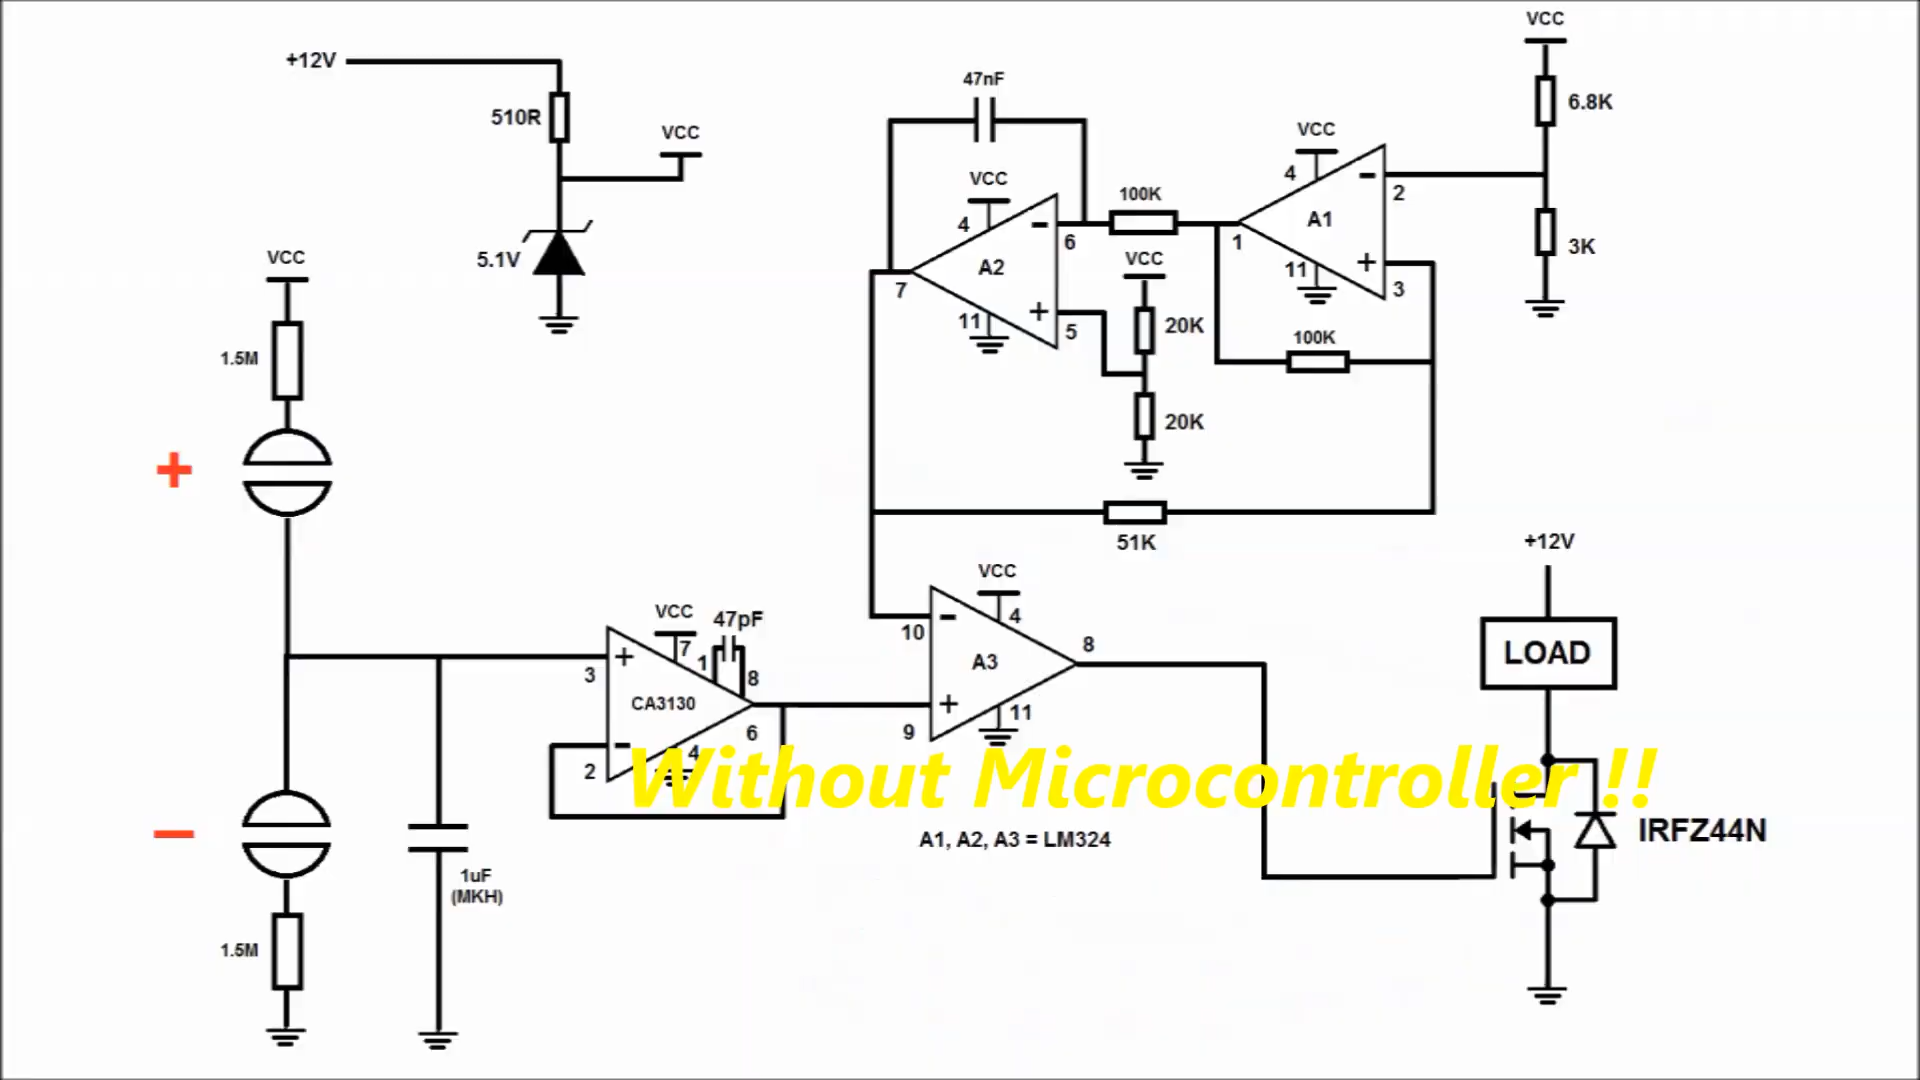 VCC
+12V
47nF
510R
6.8K
VCC
VCC
4
2
VCC
100K
4
A1
6
1
3K
VCC
5.1V
VCC
A2
+
11
3
7
+
11
5
20K
100K
1.5M
20K
+
51K
+12V
VCC
VCC
47pF
4
10
7
1
8
LOAD
+
3
8
A3
CA3130
+
11
6
9
4
2
Without Microcontroller !!
–
A1, A2, A3 = LM324
IRFZ44N
1uF
(MKH)
1.5M